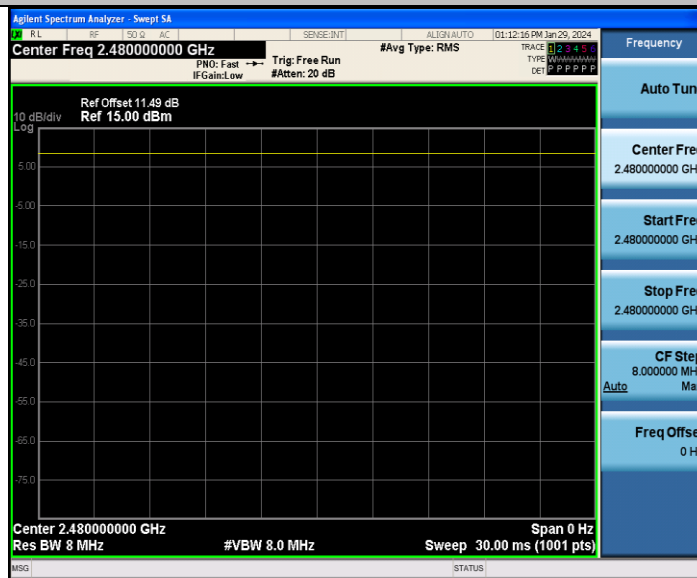 Agilent Spectrum Analyzer - Swept SA
RL RF 50 Ω AC SENSE:INT ALIGN AUTO 01:12:16 PM Jan 29, 2024
Center Freq 2.480000000 GHz
PNO: Fast
IFGain:Low
Trig: Free Run
#Atten: 20 dB
#Avg Type: RMS
TRACE 1 2 3 4 5 6
TYPE
DET P P P P P P
Ref Offset 11.49 dB
10 dB/div Ref 15.00 dBm
Log
5.00
-5.00
-15.0
-25.0
-35.0
-45.0
-55.0
-65.0
-75.0
Center 2.480000000 GHz Span 0 Hz
Res BW 8 MHz #VBW 8.0 MHz Sweep 30.00 ms (1001 pts)
MSG STATUS
Frequency
Auto Tun
Center Fre
2.480000000 GH
Start Fre
2.480000000 GH
Stop Fre
2.480000000 GH
CF Step
8.000000 MH
Auto Ma
Freq Offse
0 H